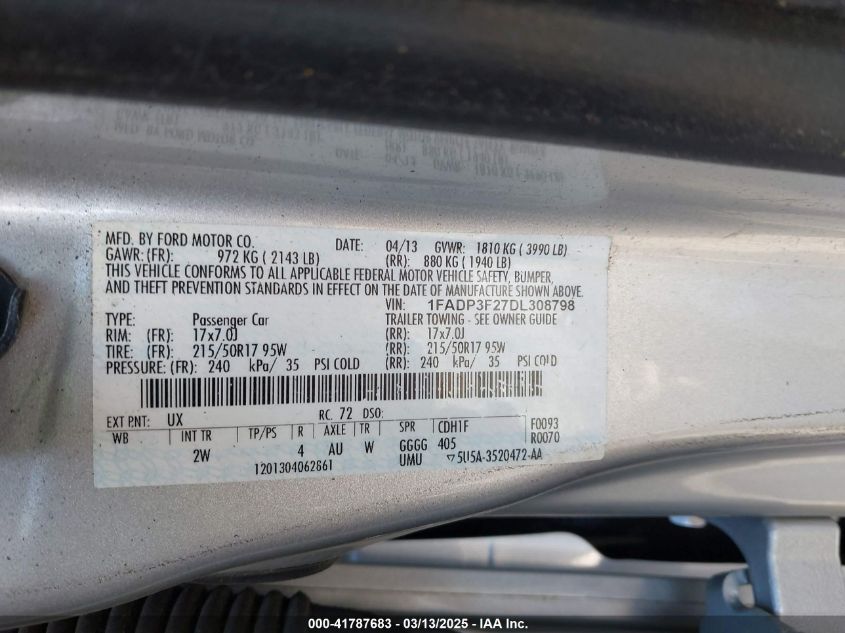 MFD. BY FORD MOTOR CO. DATE: 04/13 GVWR: 1810 KG ( 3990 LB)
GAWR: (FR): 972 KG ( 2143 LB) (RR): 880 KG ( 1940 LB)
THIS VEHICLE CONFORMS TO ALL APPLICABLE FEDERAL MOTOR VEHICLE SAFETY, BUMPER,
AND THEFT PREVENTION STANDARDS IN EFFECT ON THE DATE OF MANUFACTURE SHOWN ABOVE.
VIN: 1FADP3F27DL308798
TYPE: Passenger Car TRAILER TOWING - SEE OWNER GUIDE
RIM: (FR): 17x7.0J (RR): 17x7.0J
TIRE: (FR): 215/50R17 95W (RR): 215/50R17 95W
PRESSURE: (FR): 240 kPa/ 35 PSI COLD (RR): 240 kPa/ 35 PSI COLD
EXT PNT: UX RC: 72 DSO:
WB INT TR TP/PS R AXLE TR SPR CDH1F F0093
2W 4 AU W GGGG 405 R0070
1201304062861 UMU ▽5U5A-3520472-AA
000-41787683 - 03/13/2025 - IAA Inc.